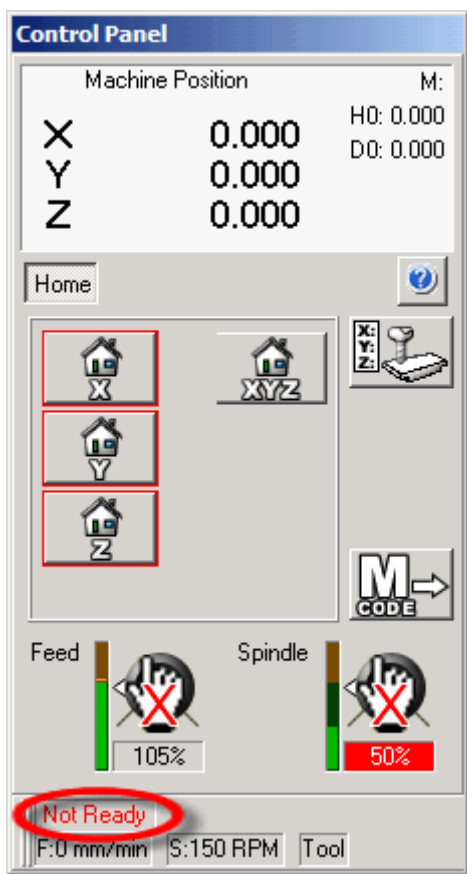 Control Panel
Machine Position M:
X 0.000 H0: 0.000
Y 0.000 D0: 0.000
Z 0.000
Home
X XYZ X:
Y:
Z:
Y
Z
M
CODE
Feed Spindle
105% 50%
Not Ready
F:0 mm/min S:150 RPM Tool